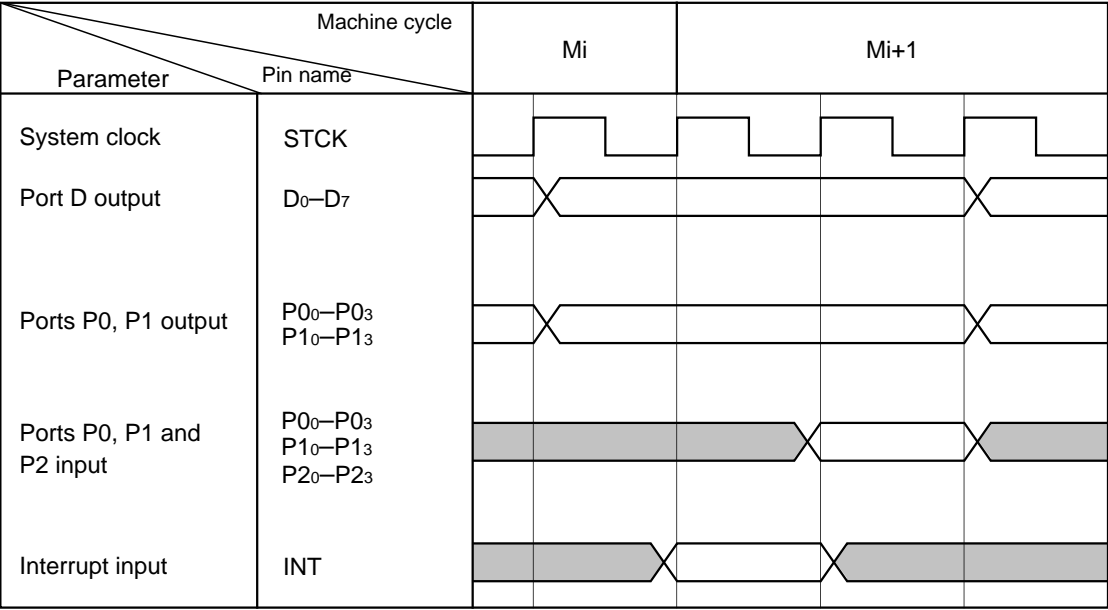 Machine cycle
Parameter
Pin name
Mi
Mi+1
System clock
STCK
Port D output
D0–D7
Ports P0, P1 output
P00–P03
P10–P13
Ports P0, P1 and
P2 input
P00–P03
P10–P13
P20–P23
Interrupt input
INT